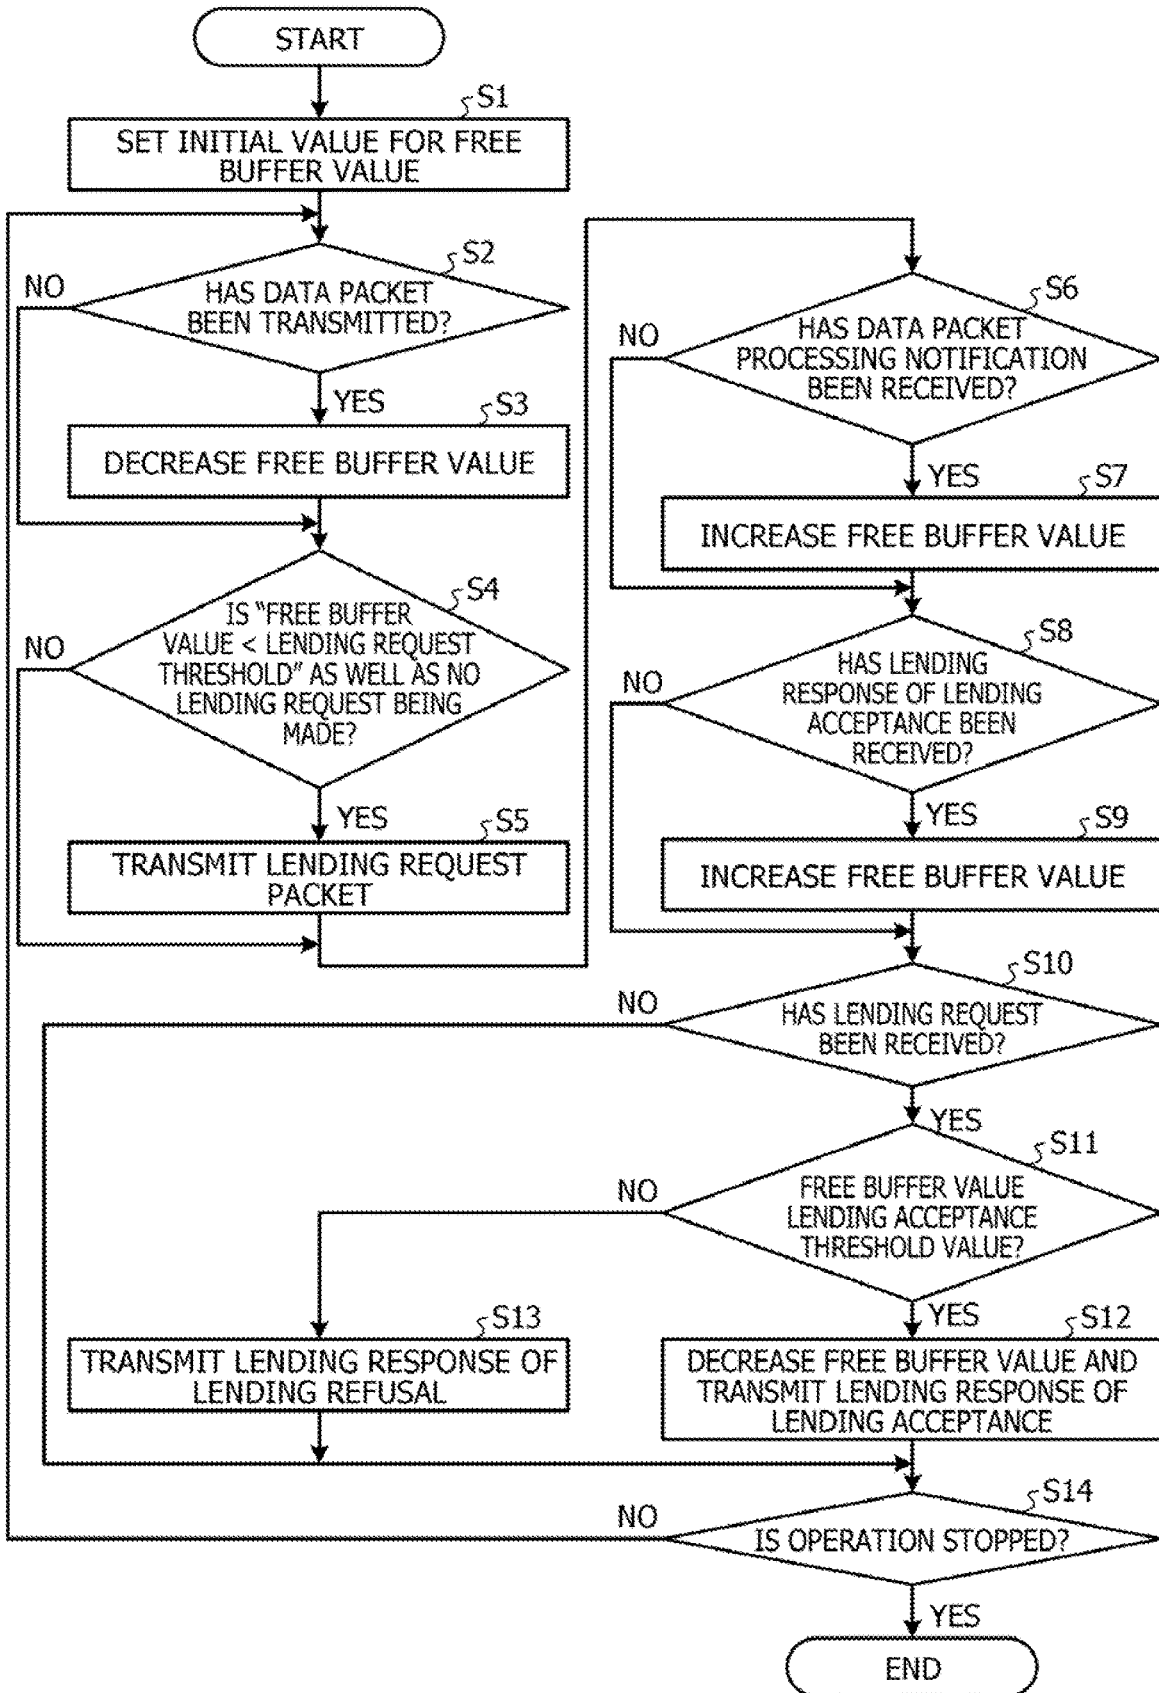 START
S1
SET INITIAL VALUE FOR FREE
BUFFER VALUE
S2
NO
HAS DATA PACKET
BEEN TRANSMITTED?
YES
S3
DECREASE FREE BUFFER VALUE
S4
NO
IS "FREE BUFFER
VALUE < LENDING REQUEST
THRESHOLD" AS WELL AS NO
LENDING REQUEST BEING
MADE?
YES
S5
TRANSMIT LENDING REQUEST
PACKET
S6
NO
HAS DATA PACKET
PROCESSING NOTIFICATION
BEEN RECEIVED?
YES
S7
INCREASE FREE BUFFER VALUE
S8
NO
HAS LENDING
RESPONSE OF LENDING
ACCEPTANCE BEEN
RECEIVED?
YES
S9
INCREASE FREE BUFFER VALUE
S10
NO
HAS LENDING REQUEST
BEEN RECEIVED?
YES
S11
NO
FREE BUFFER VALUE
LENDING ACCEPTANCE
THRESHOLD VALUE?
YES
S13
TRANSMIT LENDING RESPONSE OF
LENDING REFUSAL
S12
DECREASE FREE BUFFER VALUE AND
TRANSMIT LENDING RESPONSE OF
LENDING ACCEPTANCE
S14
NO
IS OPERATION STOPPED?
YES
END